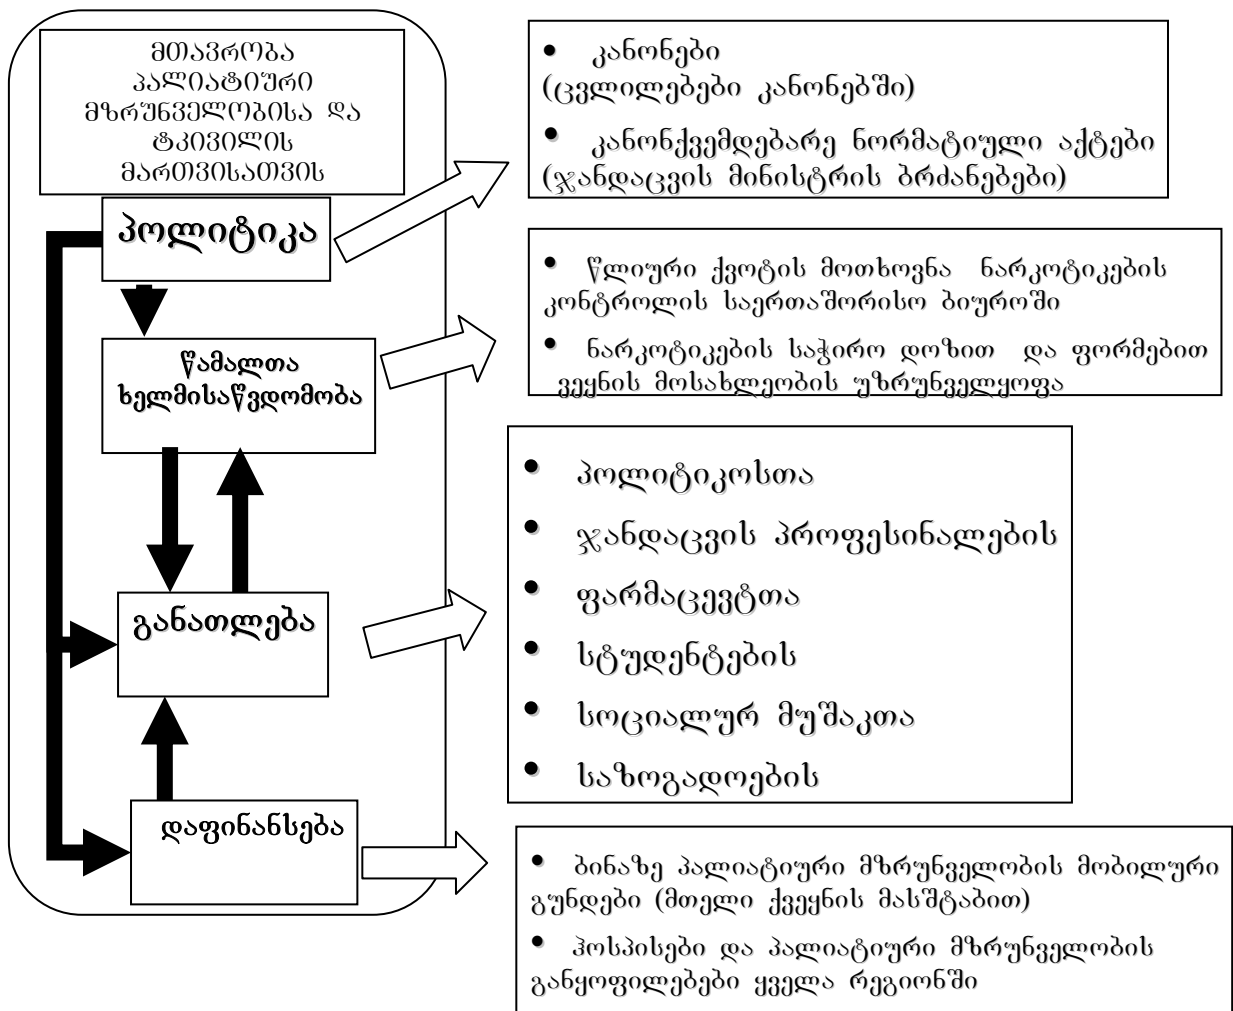 მთავრობა
პალიატიური
მზრუნველობისა და
ტკივილის
მართვისათვის
პოლიტიკა
წამალთა
ხელმისაწვდომობა
განათლება
დაფინანსება
• კანონები
(ცვლილებები კანონებში)
• კანონქვემდებარე ნორმატიული აქტები
(ჯანდაცვის მინისტრის ბრძანებები)
• წლიური ქვოტის მოთხოვნა ნარკოტიკების
კონტროლის საერთაშორისო ბიუროში
• ნარკოტიკების საჭირო დოზით და ფორმებით
ვეყნის მოსახლეობის უზრუნველყოფა
• პოლიტიკოსთა
• ჯანდაცვის პროფესინალების
• ფარმაცევტთა
• სტუდენტების
• სოციალურ მუშაკთა
• საზოგადოების
• ბინაზე პალიატიური მზრუნველობის მობილური
გუნდები (მთელი ქვეყნის მასშტაბით)
• ჰოსპისები და პალიატიური მზრუნველობის
განყოფილებები ყველა რეგიონში